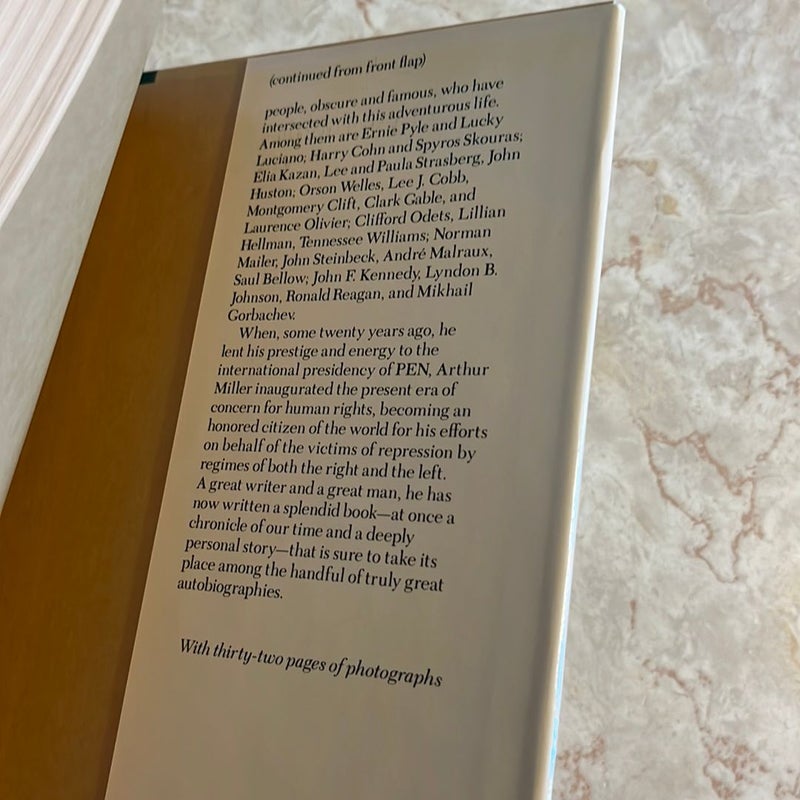 (continued from front flap)
people, obscure and famous, who have
intersected with this adventurous life.
Among them are Ernie Pyle and Lucky
Luciano; Harry Cohn and Spyros Skouras;
Elia Kazan, Lee and Paula Strasberg, John
Huston; Orson Welles, Lee J. Cobb,
Montgomery Clift, Clark Gable, and
Laurence Olivier; Clifford Odets, Lillian
Hellman, Tennessee Williams; Norman
Mailer, John Steinbeck, André Malraux,
Saul Bellow; John F. Kennedy, Lyndon B.
Johnson, Ronald Reagan, and Mikhail
Gorbachev.
When, some twenty years ago, he
lent his prestige and energy to the
international presidency of PEN, Arthur
Miller inaugurated the present era of
concern for human rights, becoming an
honored citizen of the world for his efforts
on behalf of the victims of repression by
regimes of both the right and the left.
A great writer and a great man, he has
now written a splendid book—at once a
chronicle of our time and a deeply
personal story—that is sure to take its
place among the handful of truly great
autobiographies.
With thirty-two pages of photographs